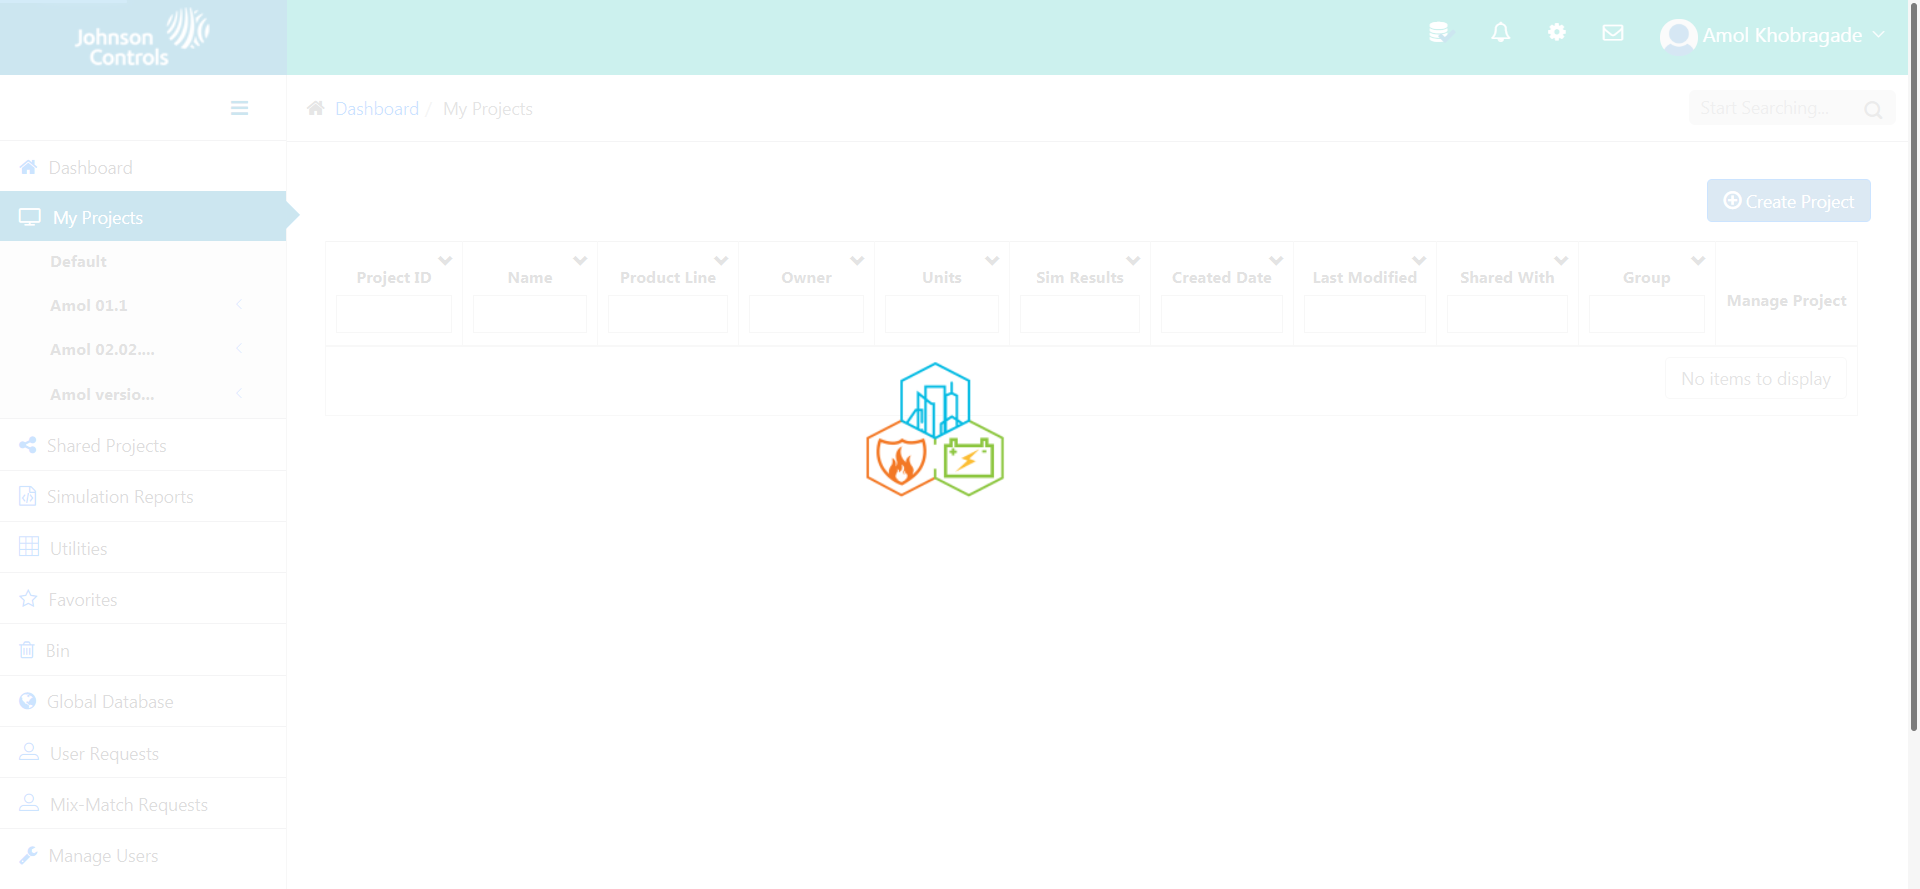 Johnson
Controls
Amol Khobragade
Dashboard / My Projects
Start Searching...
Dashboard
My Projects
Default
Amol 01.1
Amol 02.02....
Amol versio...
Shared Projects
Simulation Reports
Utilities
Favorites
Bin
Global Database
User Requests
Mix-Match Requests
Manage Users
Create Project
Project ID Name Product Line Owner Units Sim Results Created Date Last Modified Shared With Group Manage Project
No items to display